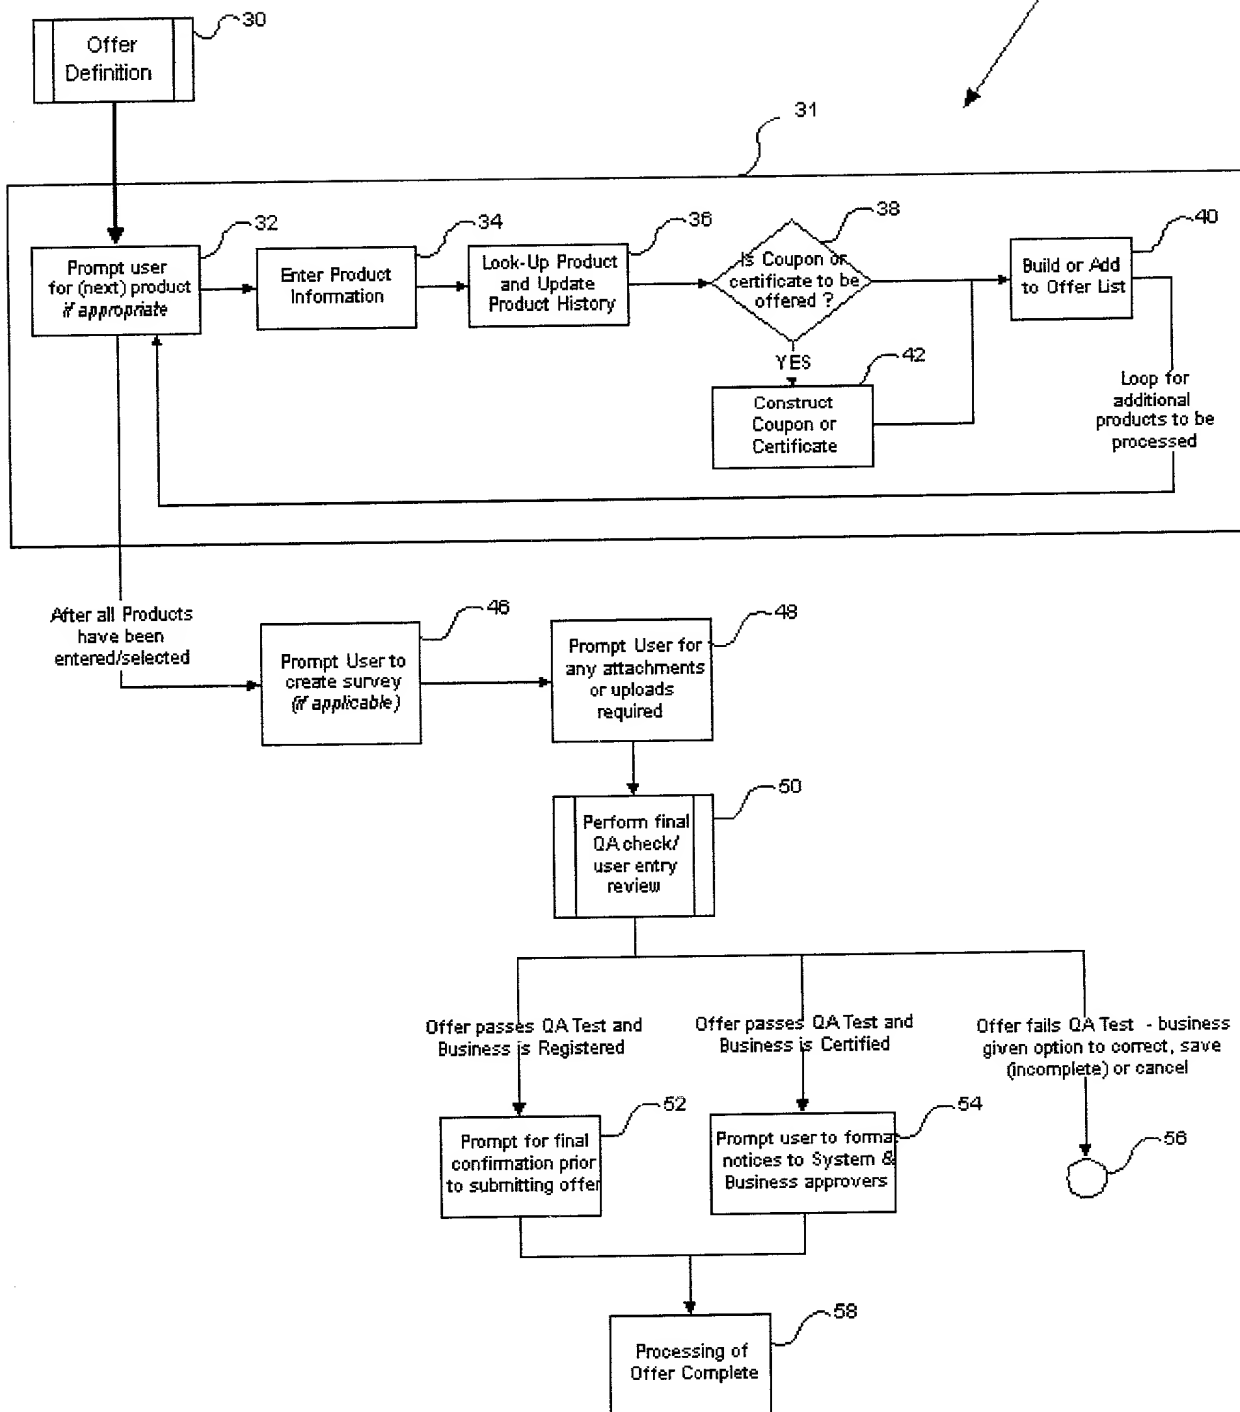 30
Offer
Definition
31
32
Prompt user
for (next) product
if appropriate
34
Enter Product
Information
36
Look-Up Product
and Update
Product History
38
Is Coupon or
certificate to be
offered ?
40
Build or Add
to Offer List
YES
42
Construct
Coupon or
Certificate
Loop for
additional
products to be
processed
After all Products
have been
entered/selected
46
Prompt User to
create survey
(if applicable)
48
Prompt User for
any attachments
or uploads
required
50
Perform final
QA check/
user entry
review
Offer passes QA Test and
Business is Registered
Offer passes QA Test and
Business is Certified
Offer fails QA Test - business
given option to correct, save
(incomplete) or cancel
52
Prompt for final
confirmation prior
to submitting offer
54
Prompt user to format
notices to System &
Business approvers
56
58
Processing of
Offer Complete